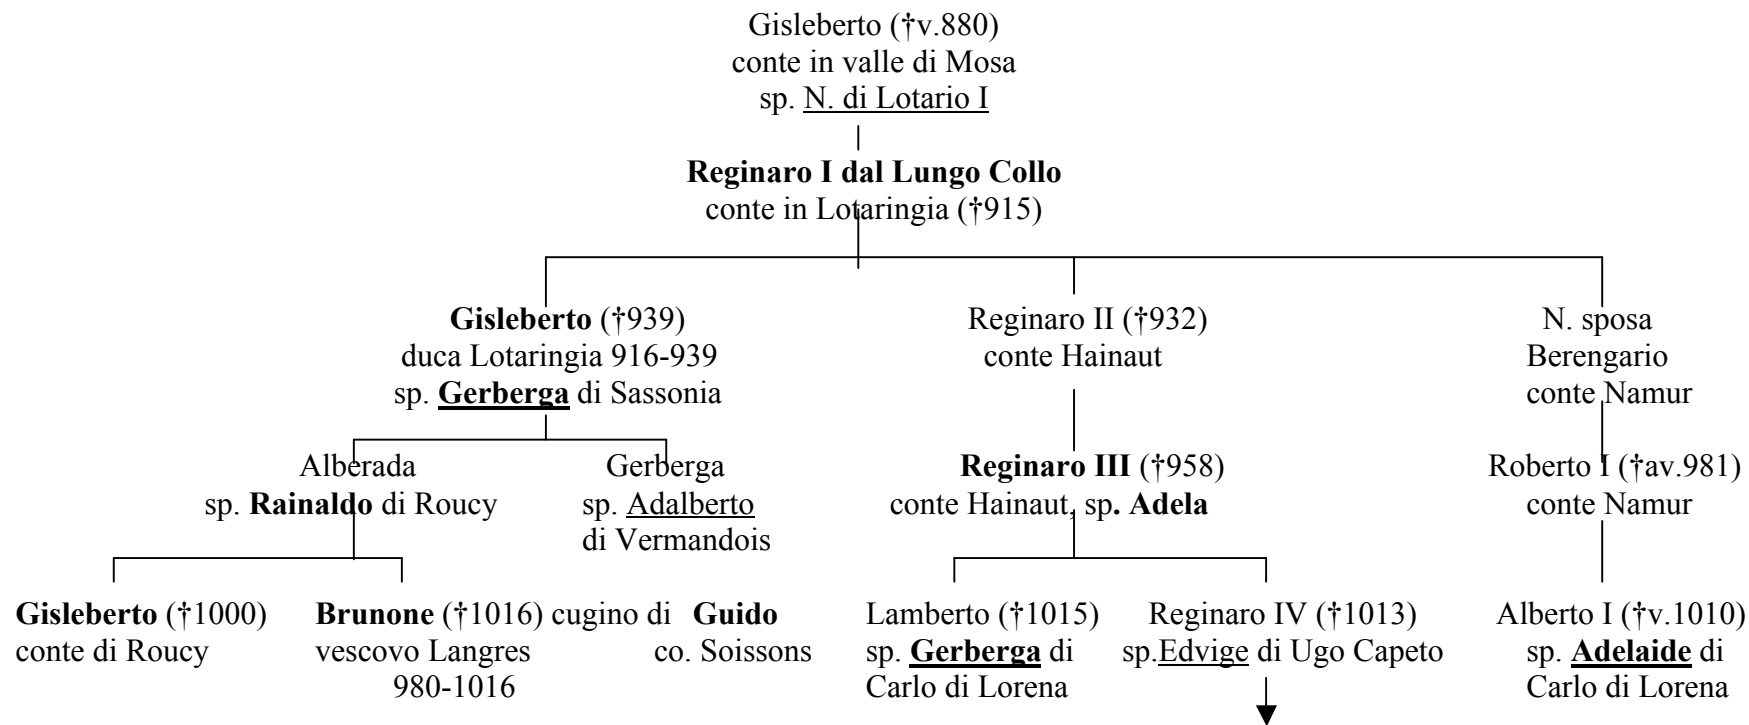 Gisleberto (†v.880)
conte in valle di Mosa
sp. N. di Lotario I
Reginaro I dal Lungo Collo
conte in Lotaringia (†915)
Gisleberto (†939)
duca Lotaringia 916-939
sp. Gerberga di Sassonia
Reginaro II (†932)
conte Hainaut
N. sposa
Berengario
conte Namur
Alberada
sp. Rainaldo di Roucy
Gerberga
sp. Adalberto
di Vermandois
Reginaro III (†958)
conte Hainaut, sp. Adela
Roberto I (†av.981)
conte Namur
Gisleberto (†1000)
conte di Roucy
Brunone (†1016) cugino di
vescovo Langres
980-1016
Guido
co. Soissons
Lamberto (†1015)
sp. Gerberga di
Carlo di Lorena
Reginaro IV (†1013)
sp.Edvige di Ugo Capeto
Alberto I (†v.1010)
sp. Adelaide di
Carlo di Lorena